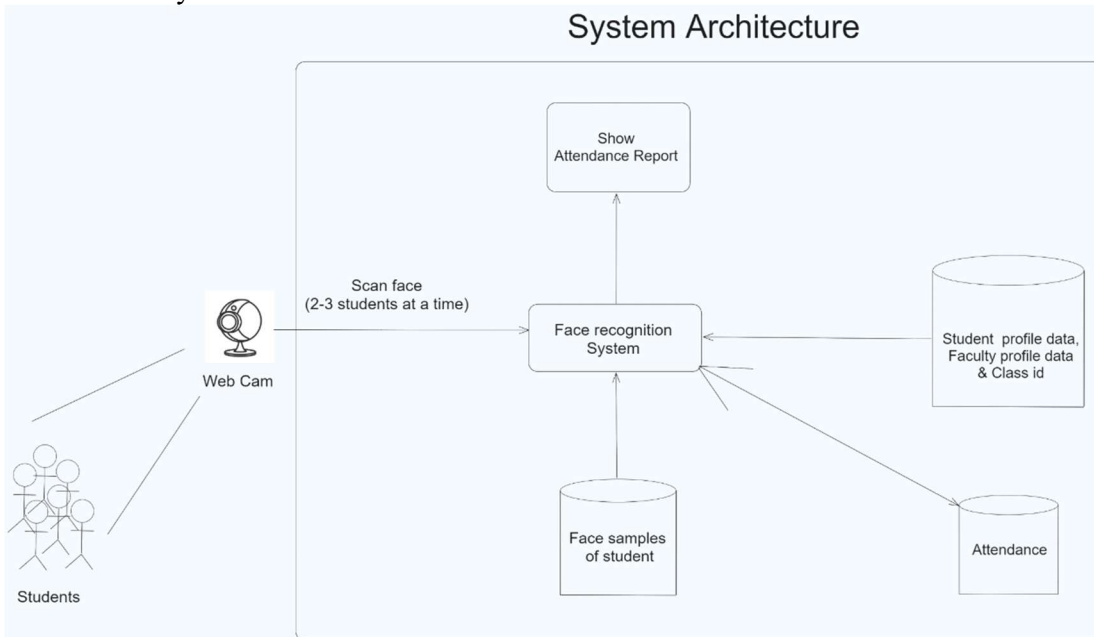 System Architecture
Show
Attendance Report
Scan face
(2-3 students at a time)
Face recognition
System
Student profile data,
Faculty profile data
& Class id
Web Cam
Face samples
of student
Attendance
Students